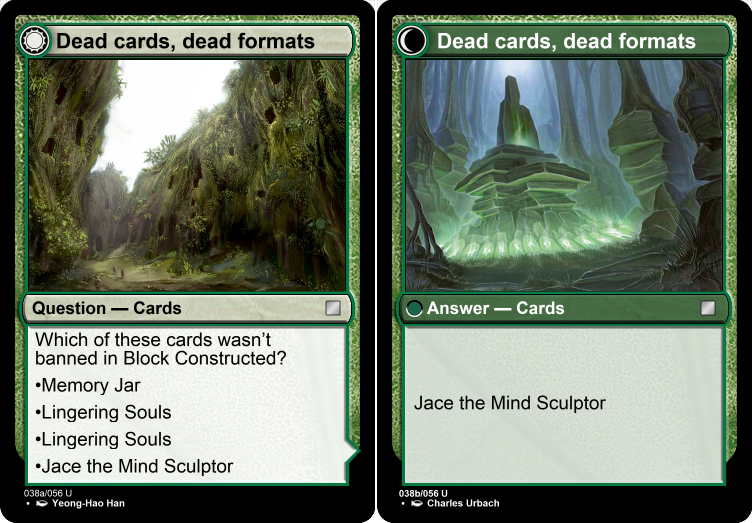 Dead cards, dead formats
Question — Cards
Which of these cards wasn't
banned in Block Constructed?
•Memory Jar
•Lingering Souls
•Lingering Souls
•Jace the Mind Sculptor
038a/056 U
• Yeong-Hao Han
Dead cards, dead formats
Answer — Cards
Jace the Mind Sculptor
038b/056 U
• Charles Urbach